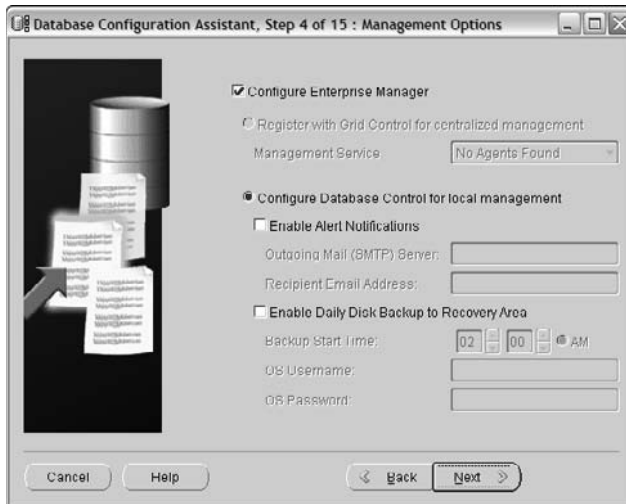 Database Configuration Assistant, Step 4 of 15 : Management Options
Configure Enterprise Manager
Register with Grid Control for centralized management
Management Service No Agents Found
Configure Database Control for local management
Enable Alert Notifications
Outgoing Mail (SMTP) Server:
Recipient Email Address:
Enable Daily Disk Backup to Recovery Area
Backup Start Time: 02 00 AM
OS Username:
OS Password:
Cancel Help Back Next